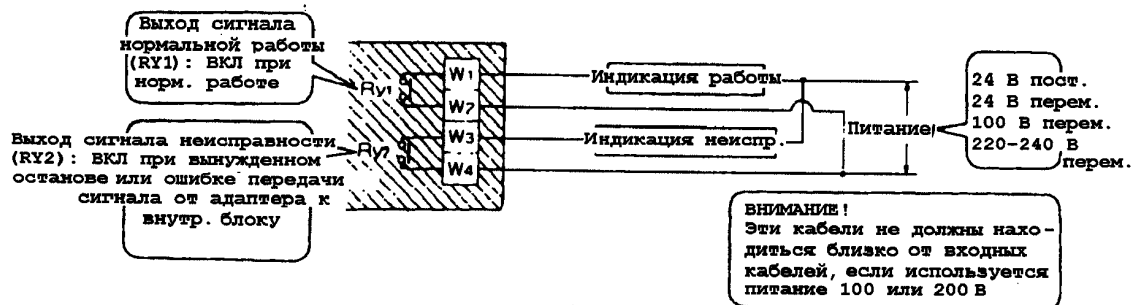 Выход сигнала
нормальной работы
(RY1): ВКЛ при
норм. работе
Выход сигнала неисправности
(RY2): ВКЛ при вынужденном
останове или ошибке передачи
сигнала от адаптера к
внутр. блоку
Ry1
Ry2
W1
W2
W3
W4
Индикация работы
Индикация неиспр.
Питание
24 В пост.
24 В перем.
100 В перем.
220-240 В
перем.
ВНИМАНИЕ!
Эти кабели не должны нахо-
диться близко от входных
кабелей, если используется
питание 100 или 200 В